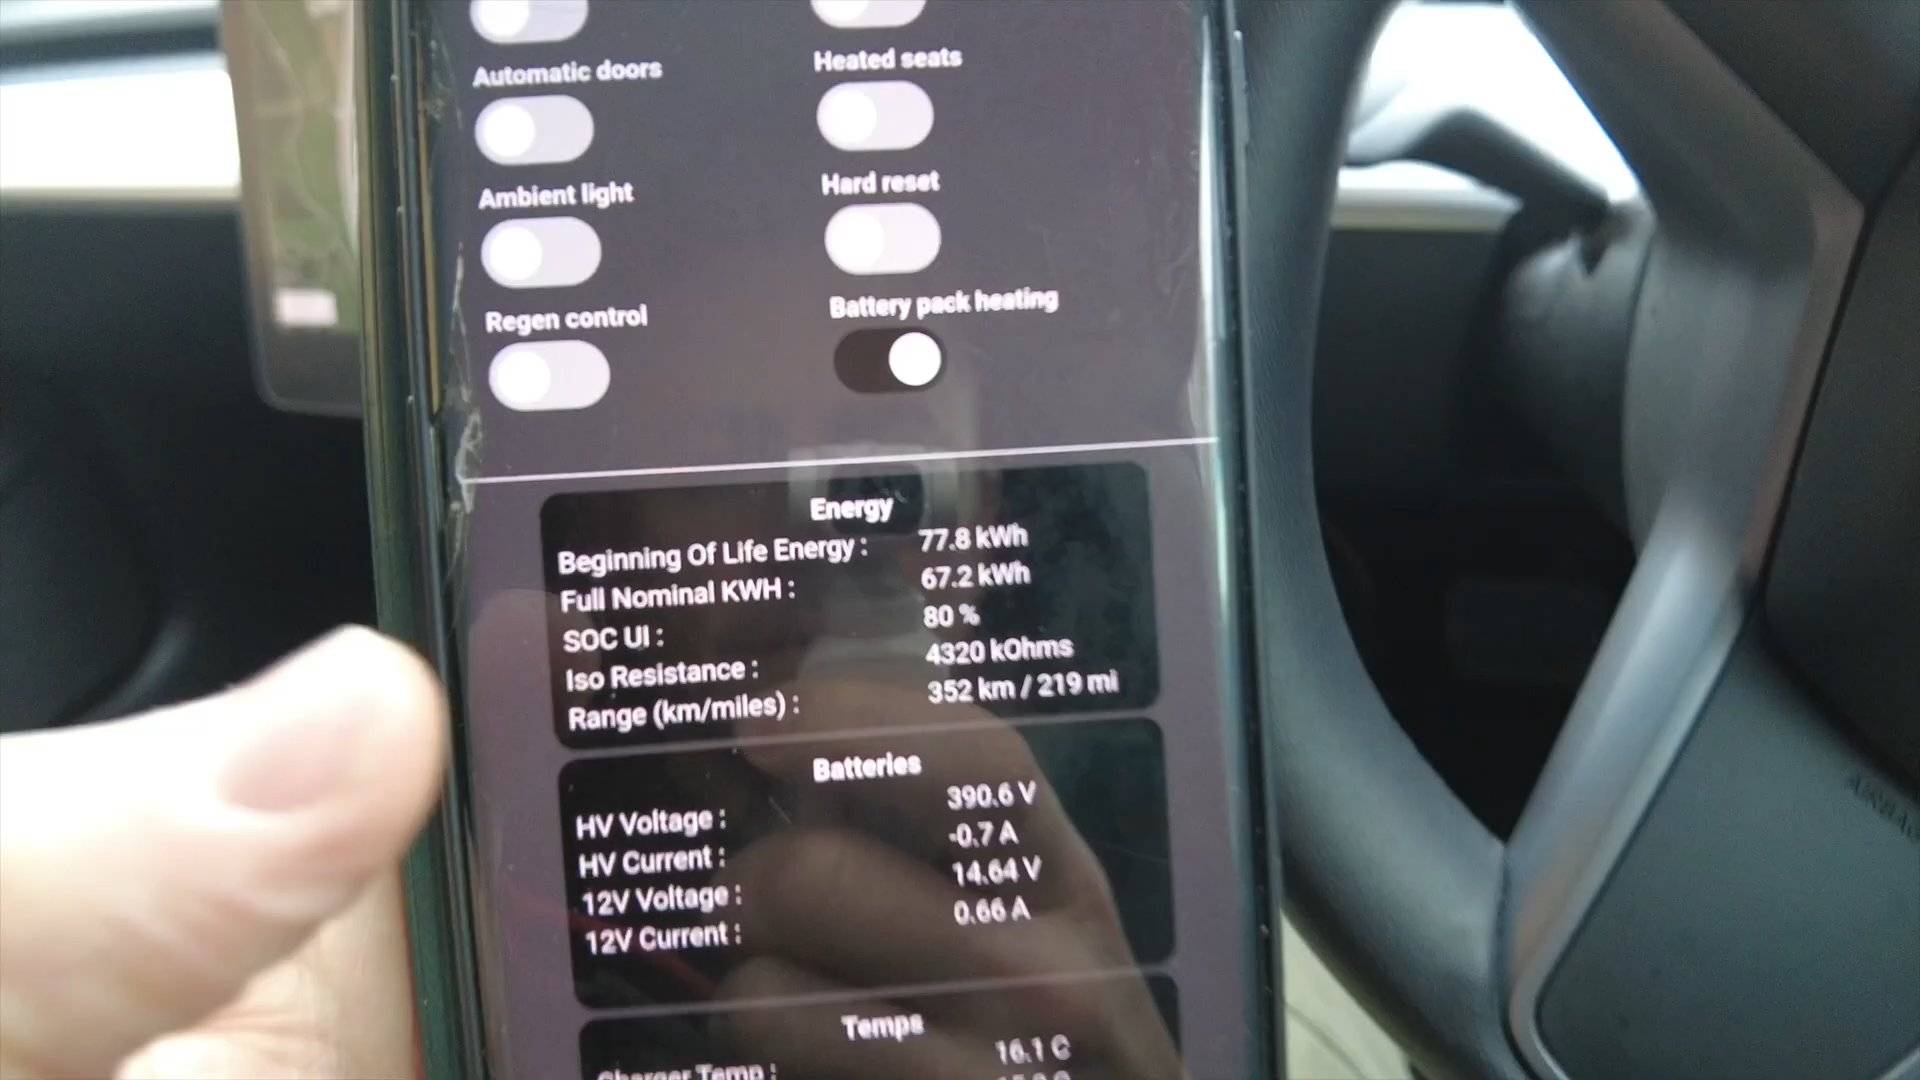 Automatic doors
Heated seats
Ambient light
Hard reset
Regen control
Battery pack heating
Energy
Beginning Of Life Energy : 77.8 kWh
Full Nominal KWH : 67.2 kWh
SOC UI : 80 %
Iso Resistance : 4320 kOhms
Range (km/miles) : 352 km / 219 mi
Batteries
HV Voltage : 390.6 V
HV Current : -0.7 A
12V Voltage : 14.64 V
12V Current : 0.66 A
Temps
Charger Temp : 16.1 C